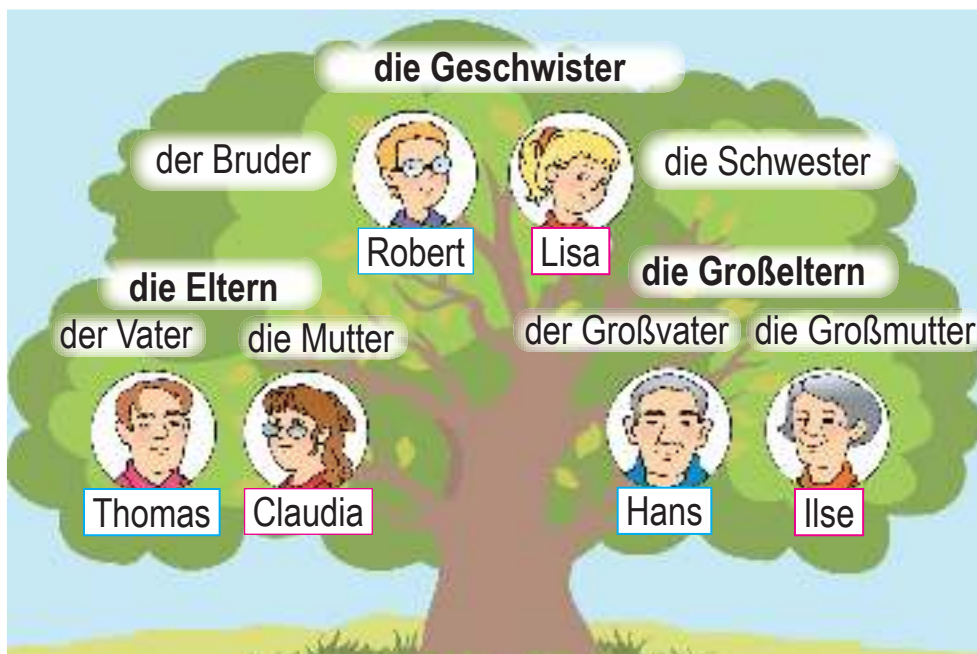 die Geschwister
der Bruder
die Schwester
Robert
Lisa
die Eltern
der Vater
die Mutter
Thomas
Claudia
die Großeltern
der Großvater
die Großmutter
Hans
Ilse